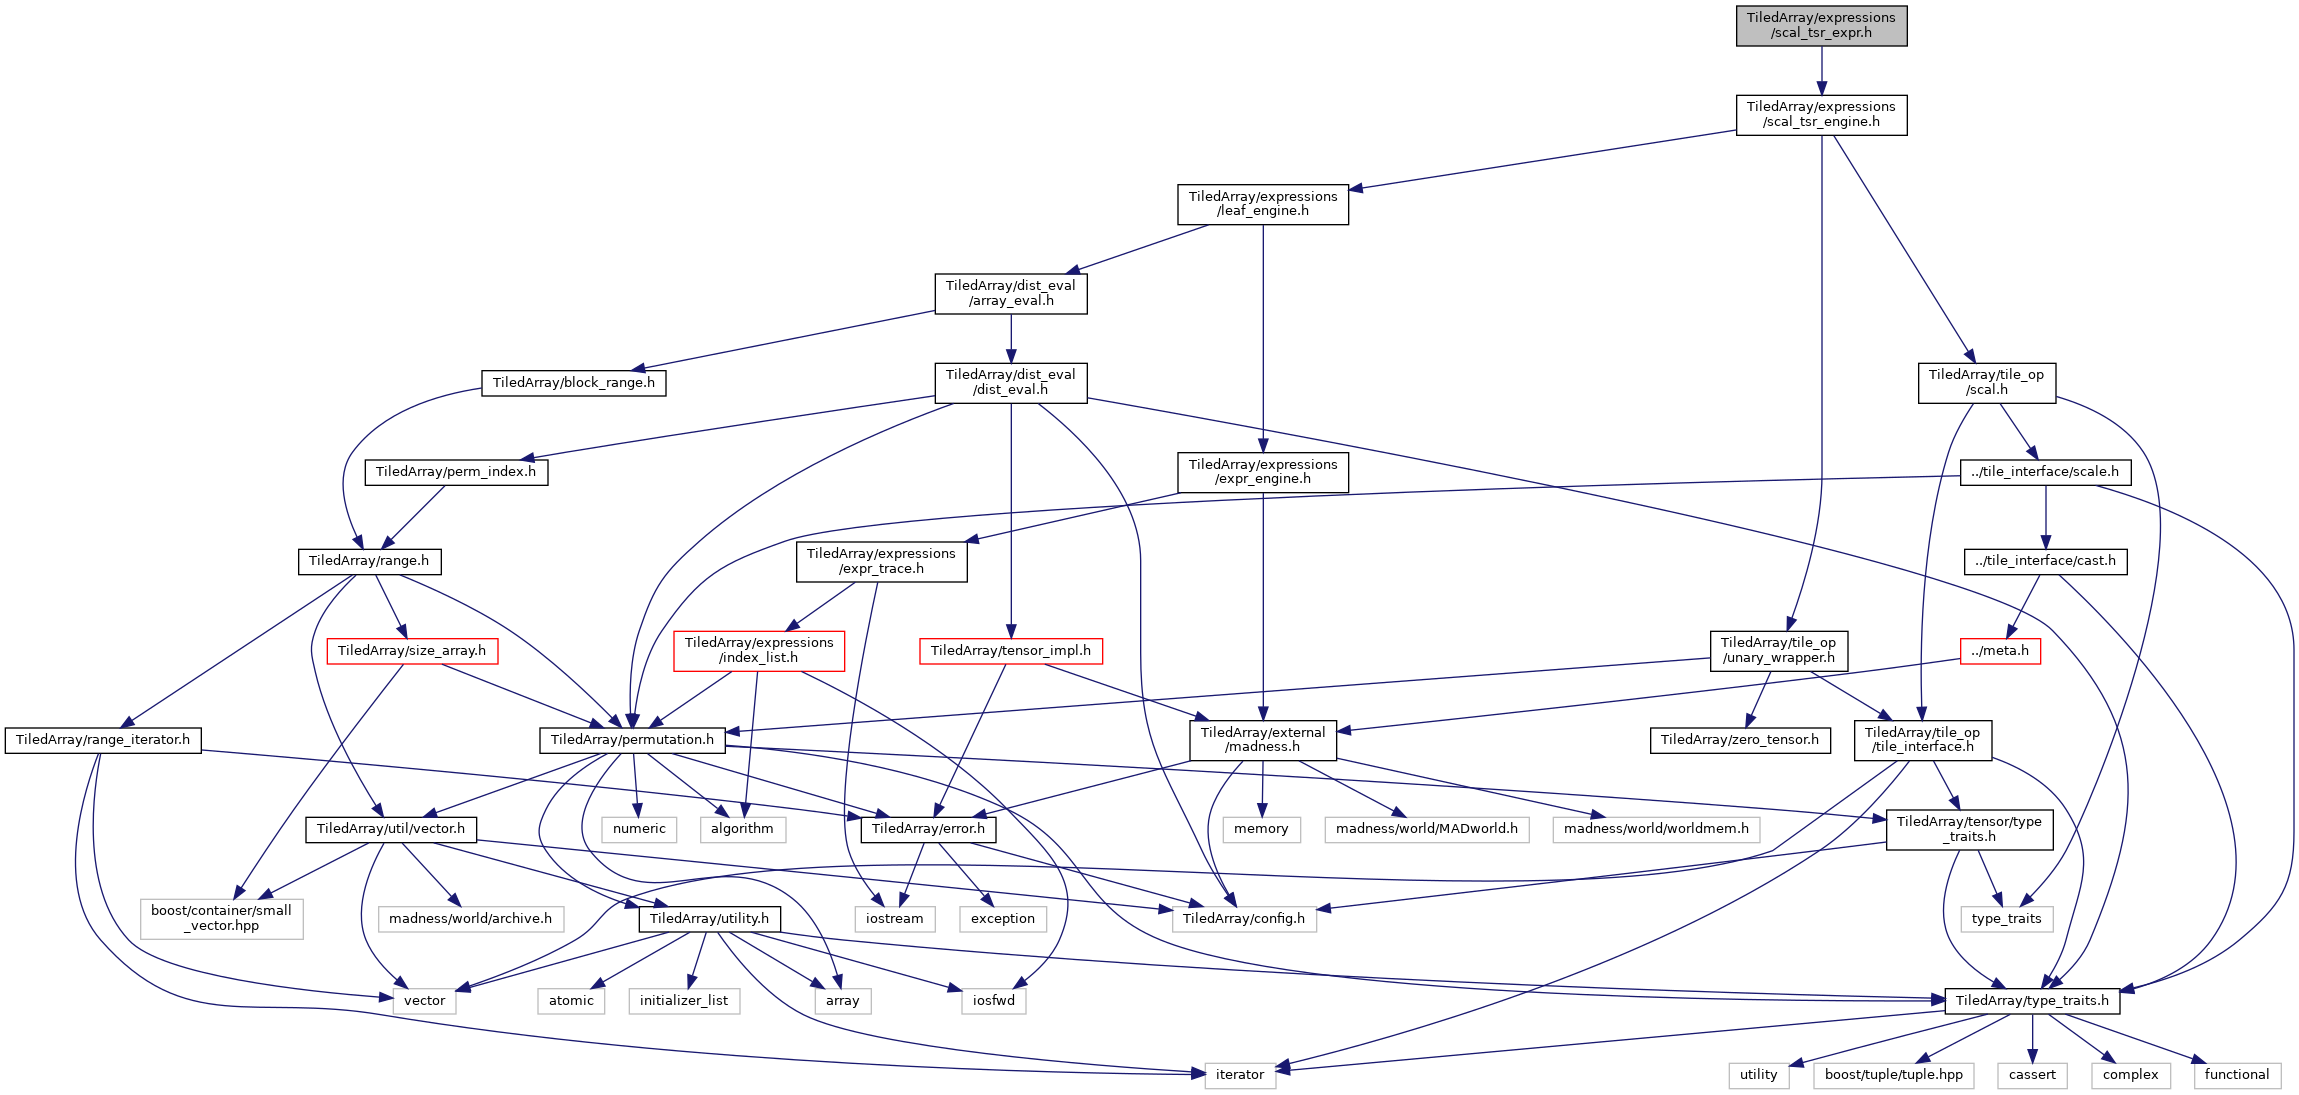 TiledArray/expressions
/scal_tsr_expr.h
TiledArray/expressions
/scal_tsr_engine.h
TiledArray/expressions
/leaf_engine.h
TiledArray/dist_eval
/array_eval.h
TiledArray/block_range.h
TiledArray/dist_eval
/dist_eval.h
TiledArray/tile_op
/scal.h
TiledArray/perm_index.h
TiledArray/expressions
/expr_engine.h
../tile_interface/scale.h
TiledArray/range.h
TiledArray/expressions
/expr_trace.h
../tile_interface/cast.h
TiledArray/size_array.h
TiledArray/expressions
/index_list.h
TiledArray/tensor_impl.h
TiledArray/tile_op
/unary_wrapper.h
../meta.h
TiledArray/range_iterator.h
TiledArray/permutation.h
TiledArray/external
/madness.h
TiledArray/zero_tensor.h
TiledArray/tile_op
/tile_interface.h
TiledArray/util/vector.h
numeric
algorithm
TiledArray/error.h
memory
madness/world/MADworld.h
madness/world/worldmem.h
TiledArray/tensor/type
_traits.h
boost/container/small
_vector.hpp
madness/world/archive.h
TiledArray/utility.h
iostream
exception
TiledArray/config.h
type_traits
vector
atomic
initializer_list
array
iosfwd
TiledArray/type_traits.h
iterator
utility
boost/tuple/tuple.hpp
cassert
complex
functional